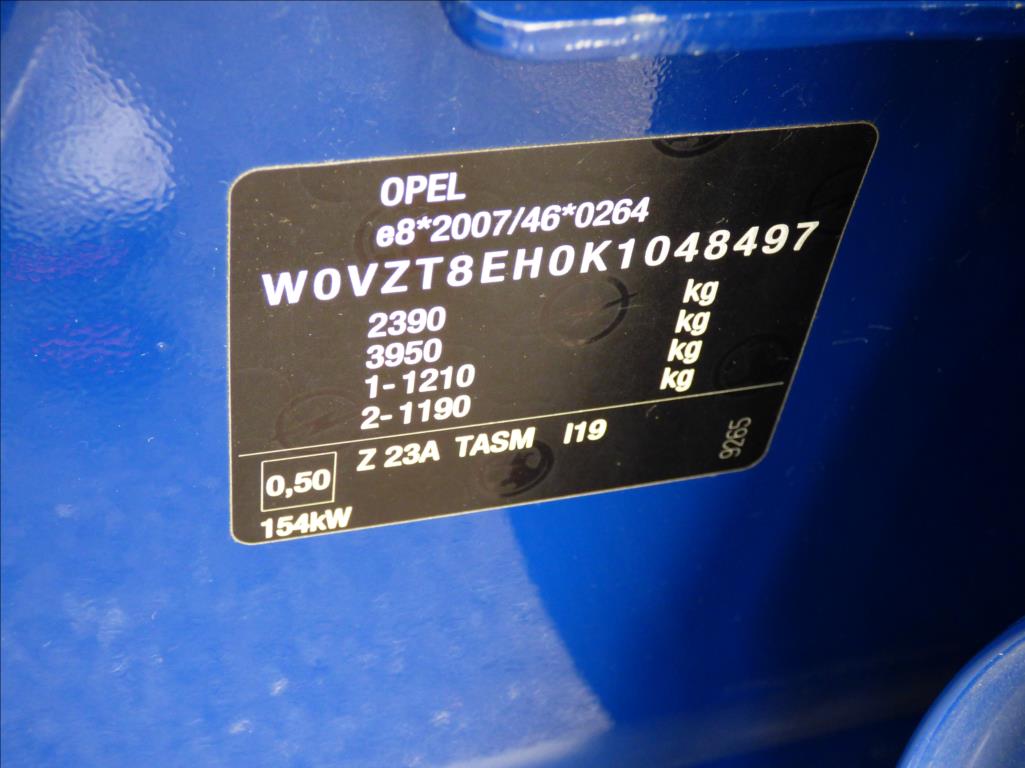 OPEL
e8*2007/46*0264
W0VZT8EH0K1048497
2390 kg
3950 kg
1-1210 kg
2-1190 kg
Z 23A TASM I19
0,50
154kW
9265